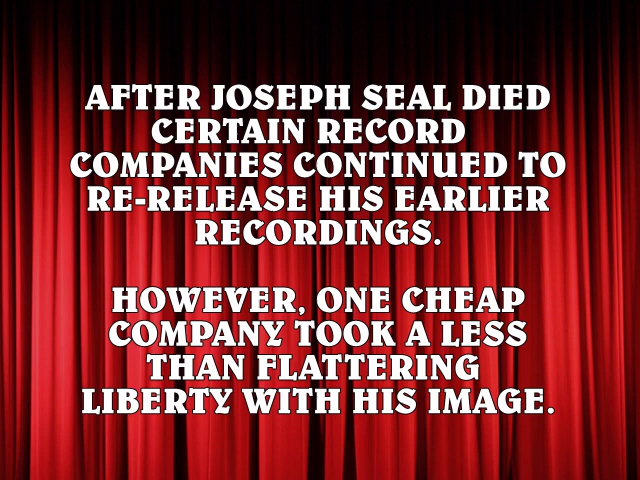 AFTER JOSEPH SEAL DIED
CERTAIN RECORD
COMPANIES CONTINUED TO
RE-RELEASE HIS EARLIER
RECORDINGS.
HOWEVER, ONE CHEAP
COMPANY TOOK A LESS
THAN FLATTERING
LIBERTY WITH HIS IMAGE.